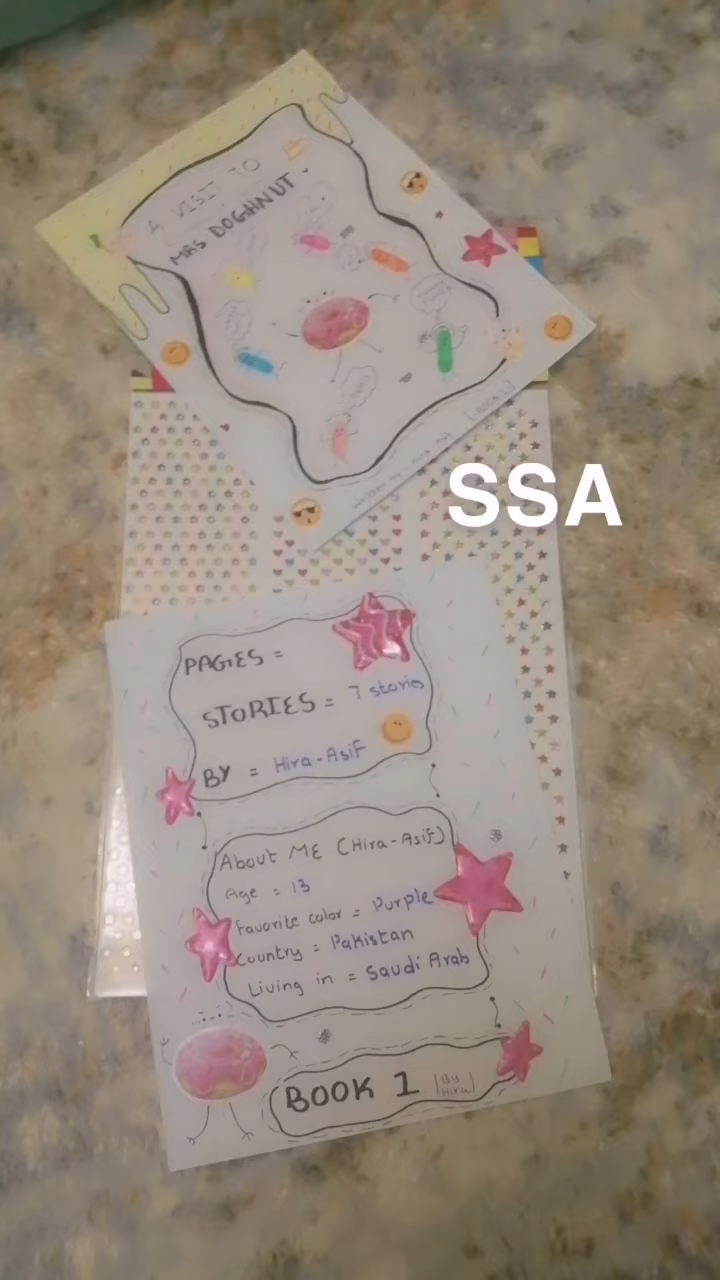 A VISIT TO
MRS DOGHNUT.
SSA
PAGES =
STORIES = 7 stories
BY = Hira-Asif
About ME (Hira-Asif)
Age = 13
Favorite color = Purple
Country = Pakistan
Living in = Saudi Arab
BOOK 1
By
Hira